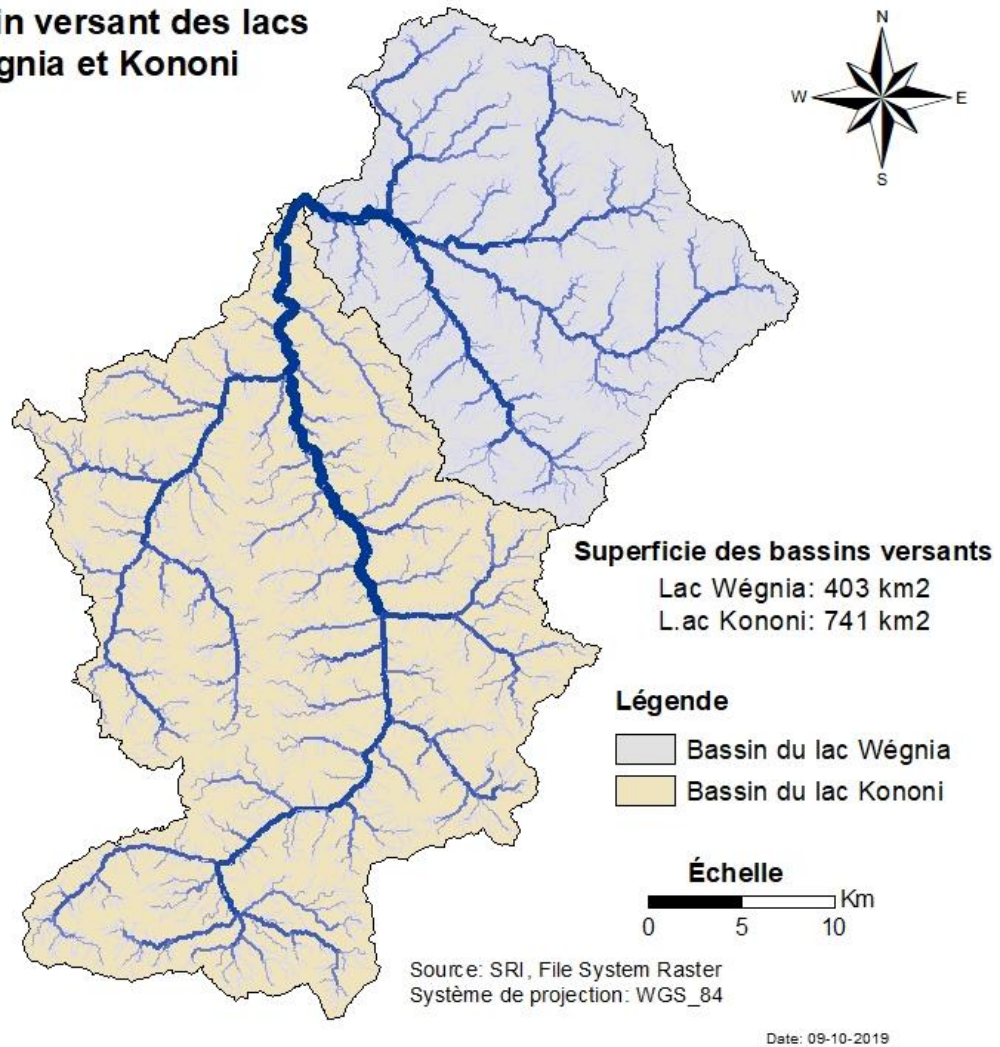 in versant des lacs
gnia et Kononi
N
W
E
S
Superficie des bassins versants
Lac Wégnia: 403 km2
L.ac Kononi: 741 km2
Légende
Bassin du lac Wégnia
Bassin du lac Kononi
Échelle
Km
0 5 10
Source: SRI, File System Raster
Système de projection: WGS_84
Date: 09-10-2019